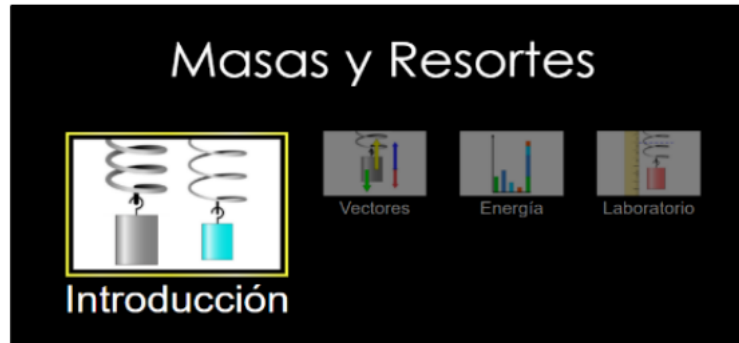 Masas y Resortes
Introducción
Vectores
Energía
Laboratorio